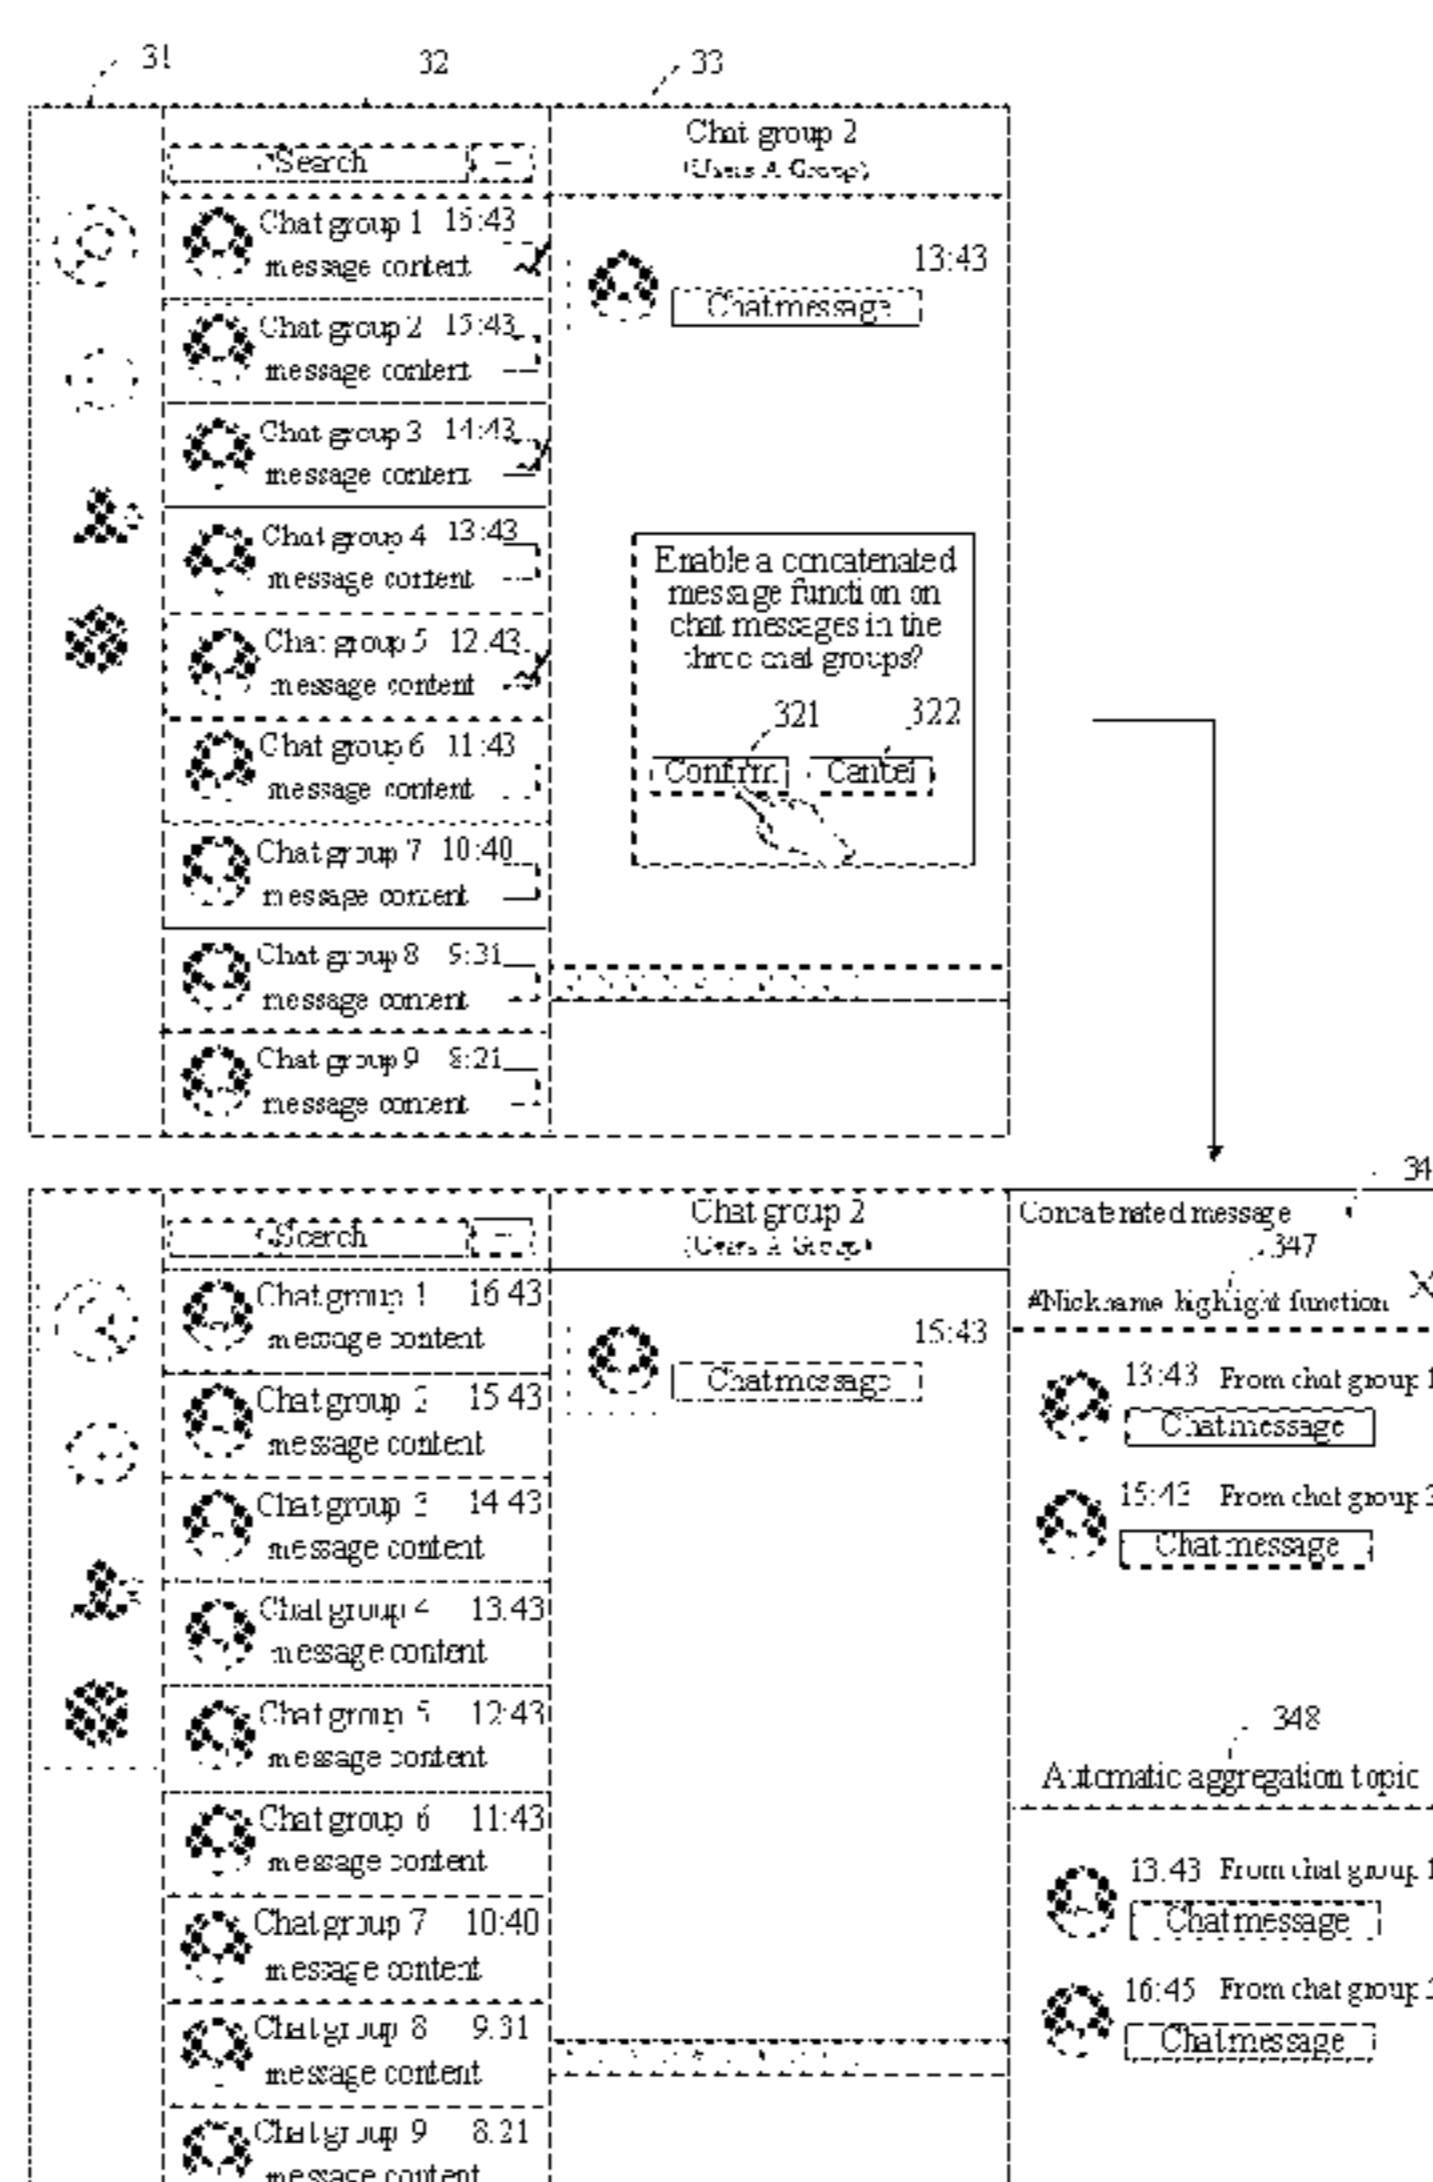 31
32
33
Search
Chat group 2
(Users A Group)
Chat group 1 15:43
message content
Chat group 2 15:43
message content
Chat group 3 14:43
message content
Chat group 4 13:43
message content
Chat group 5 12:43
message content
Chat group 6 11:43
message content
Chat group 7 10:40
message content
Chat group 8 9:31
message content
Chat group 9 8:21
message content
13:43
Chat message
Enable a concatenated
message function on
chat messages in the
three chat groups?
321
322
Confirm
Cancel
34
Search
Chat group 2
(Users A Group)
Concatenated message
347
#Nickname highlight function X
Chat group 1 16:43
message content
Chat group 2 15:43
message content
Chat group 3 14:43
message content
Chat group 4 13:43
message content
Chat group 5 12:43
message content
Chat group 6 11:43
message content
Chat group 7 10:40
message content
Chat group 8 9:31
message content
Chat group 9 8:21
message content
15:43
Chat message
13:43 From chat group 1
Chat message
15:43 From chat group
Chat message
348
Automatic aggregation topic
13:43 From chat group 1
Chat message
16:45 From chat group
Chat message